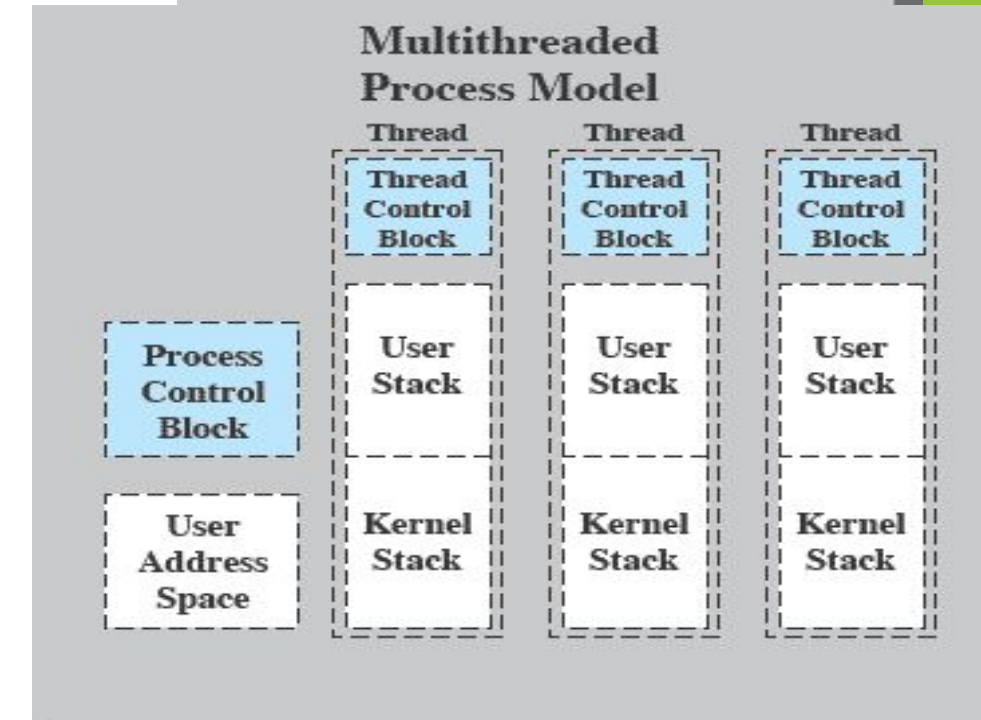 Multithreaded
Process Model
Thread
Thread
Thread
Thread
Control
Block
Thread
Control
Block
Thread
Control
Block
Process
Control
Block
User
Address
Space
User
Stack
User
Stack
User
Stack
Kernel
Stack
Kernel
Stack
Kernel
Stack